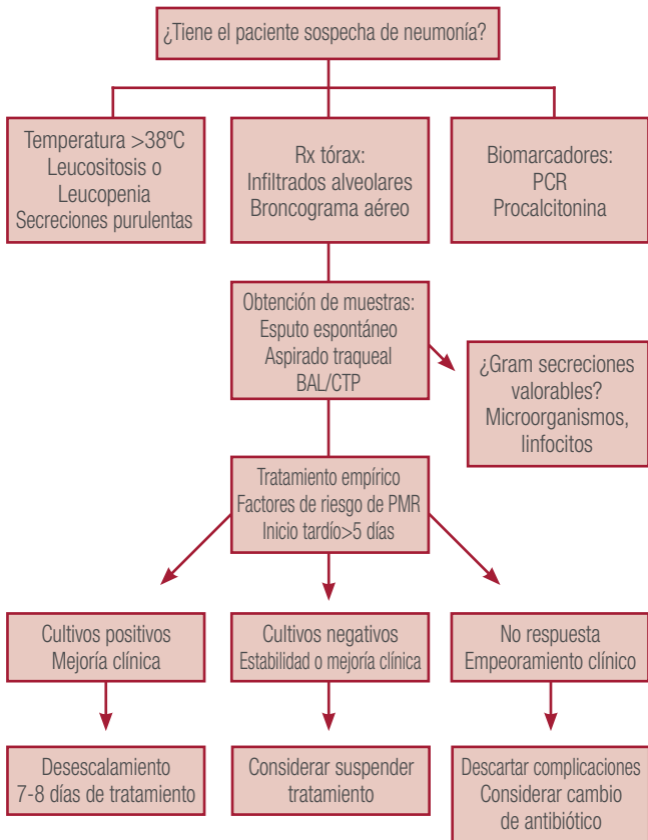 ¿Tiene el paciente sospecha de neumonía?
Temperatura >38ºC
Leucositosis o
Leucopenia
Secreciones purulentas
Rx tórax:
Infiltrados alveolares
Broncograma aéreo
Biomarcadores:
PCR
Procalcitonina
Obtención de muestras:
Esputo espontáneo
Aspirado traqueal
BAL/CTP
¿Gram secreciones
valorables?
Microorganismos,
linfocitos
Tratamiento empírico
Factores de riesgo de PMR
Inicio tardío>5 días
Cultivos positivos
Mejoría clínica
Cultivos negativos
Estabilidad o mejoría clínica
No respuesta
Empeoramiento clínico
Desescalamiento
7-8 días de tratamiento
Considerar suspender
tratamiento
Descartar complicaciones
Considerar cambio
de antibiótico